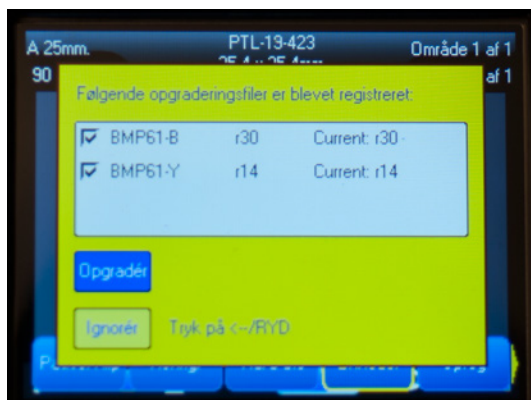 A 25mm. PTL-19-423 Område 1 af 1
90 af 1
Følgende opgraderingsfiler er blevet registreret:
BMP61-B r30 Current: r30
BMP61-Y r14 Current: r14
Opgradér
Ignorér Tryk på <--/RYD